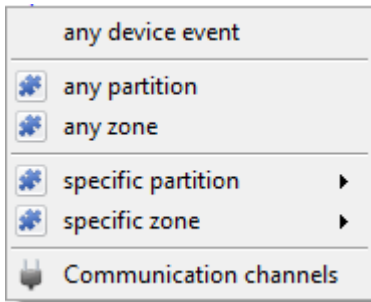 any device event
any partition
any zone
specific partition
specific zone
Communication channels